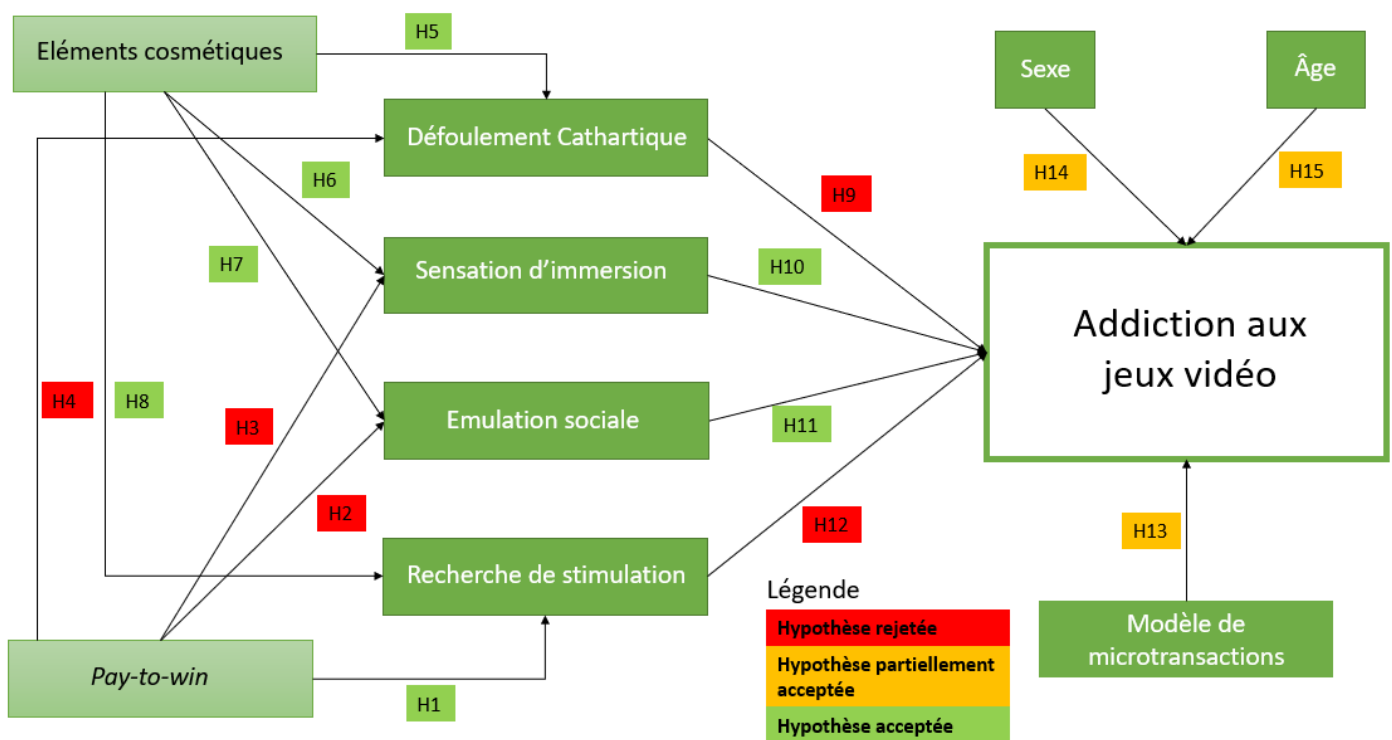 Eléments cosmétiques
H5
Sexe
Âge
Défoulement Cathartique
H14
H15
H6
H9
H7
Sensation d’immersion
H10
Addiction aux
jeux vidéo
H4
H8
H3
Emulation sociale
H11
H2
H12
H13
Recherche de stimulation
Légende
Hypothèse rejetée
Hypothèse partiellement
acceptée
Hypothèse acceptée
Modèle de
microtransactions
Pay-to-win
H1